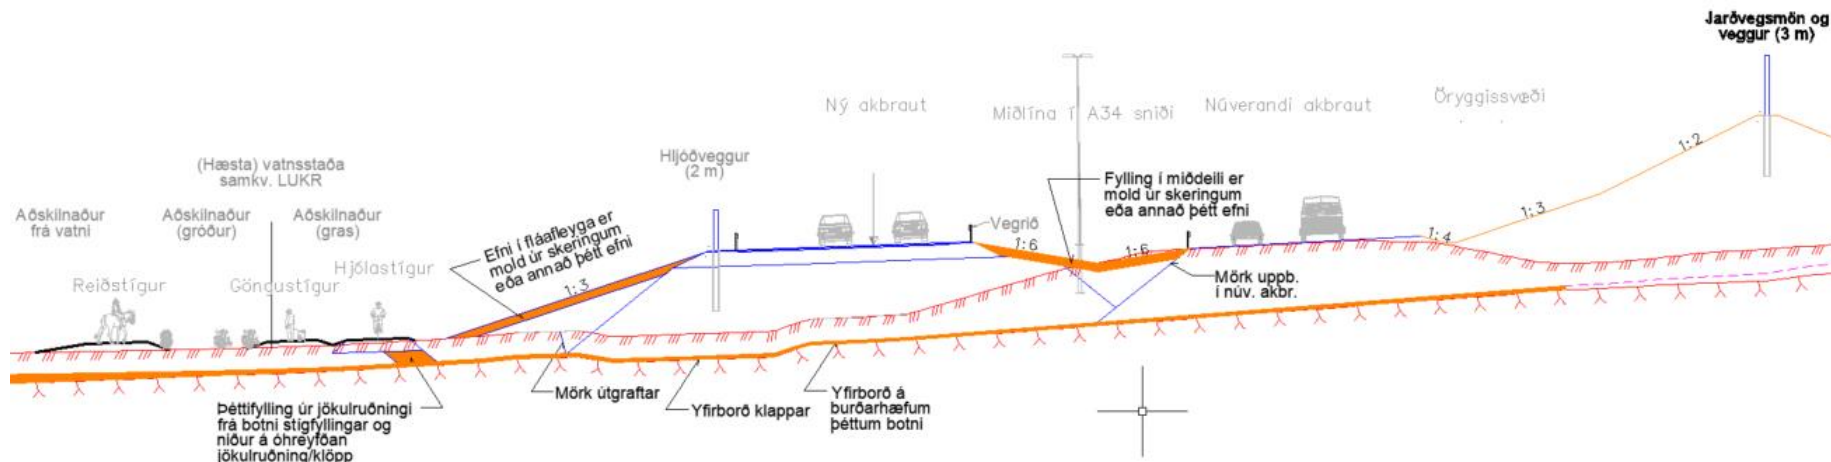 Jarðvegsmön og
veggur (3 m)
Ný akbraut
Miðlína í A34 sniði
Núverandi akbraut
Öryggissvæði
1:2
(Hæsta) vatnsstaða
samkv. LUKR
Hljóðveggur
(2 m)
Fylling í miðdeili er
mold úr skeringum
eða annað þétt efni
Aðskilnaður
frá vatni
Aðskilnaður
(gróður)
Aðskilnaður
(gras)
Efni í fláafleyga er
mold úr skeringum
eða annað þétt efni
Vegrið
1:3
1:6
1:6
1:4
Hjólastígur
Reiðstígur
Göngustígur
1:3
Mörk uppb.
í núv. akbr.
Mörk útgraftar
Yfirborð klappar
Yfirborð á
burðarhæfum
þéttum botni
Þéttifylling úr jökulruðningi
frá botni stígfyllingar og
niður á óhreyfðan
jökulruðning/klöpp